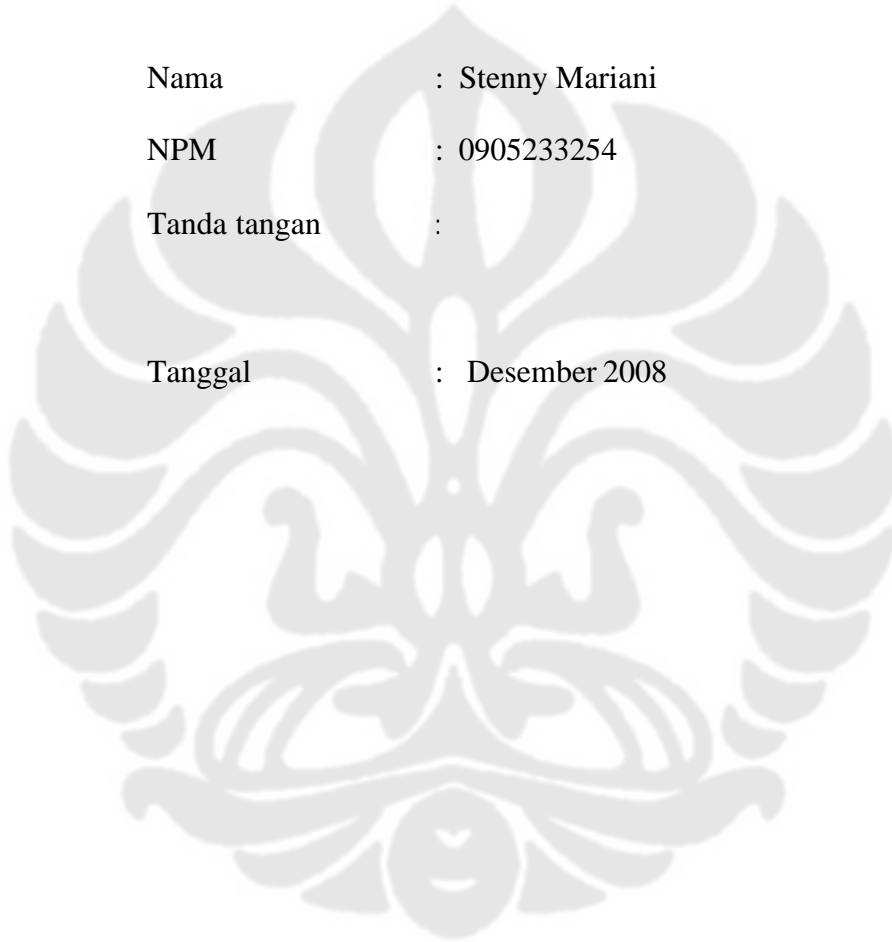 Nama : Stenny Mariani
NPM : 0905233254
Tanda tangan :
Tanggal : Desember 2008